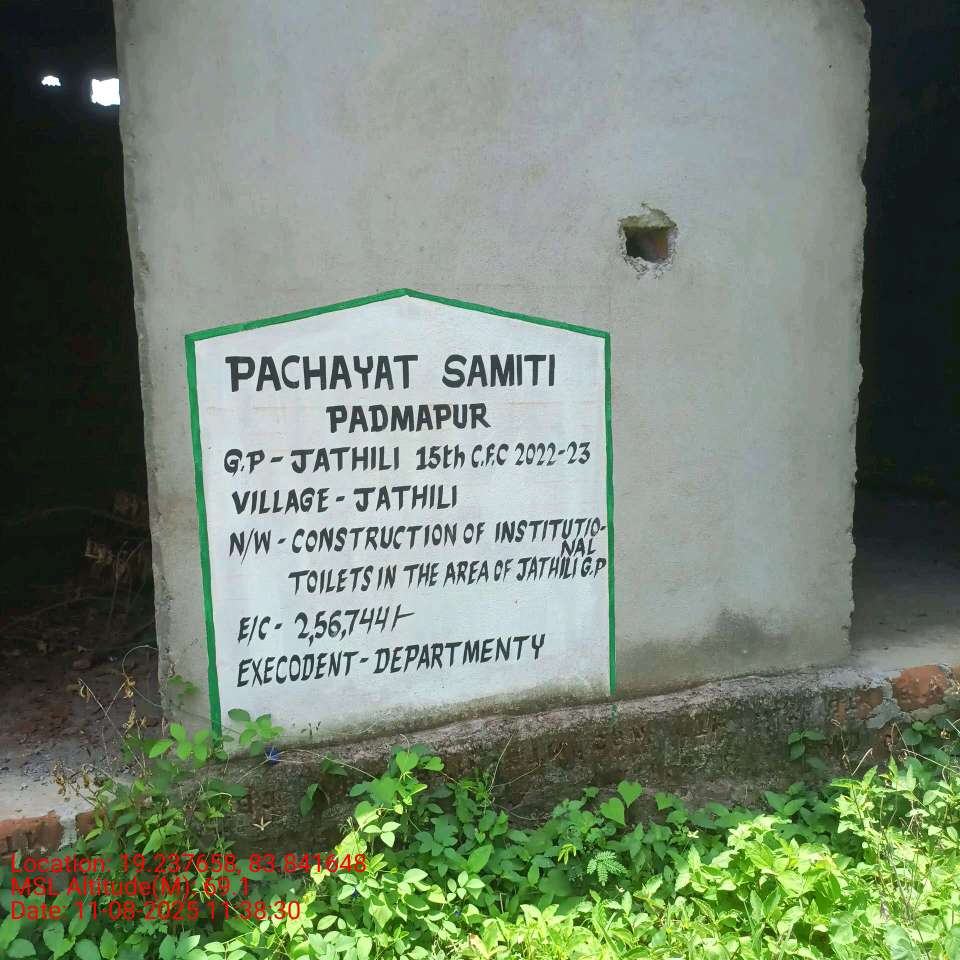 PACHAYAT SAMITI
PADMAPUR
G.P - JATHILI 15th C.F.C 2022-23
VILLAGE - JATHILI
N/W - CONSTRUCTION OF INSTITUTIO-
NAL
TOILETS IN THE AREA OF JATHILI G.P
E/C - 2,56,744/-
EXECODENT - DEPARTMENTY
Location: 19.237658, 83.841648
MSL Altitude(M): 69.1
Date: 11-08-2025 11:38:30